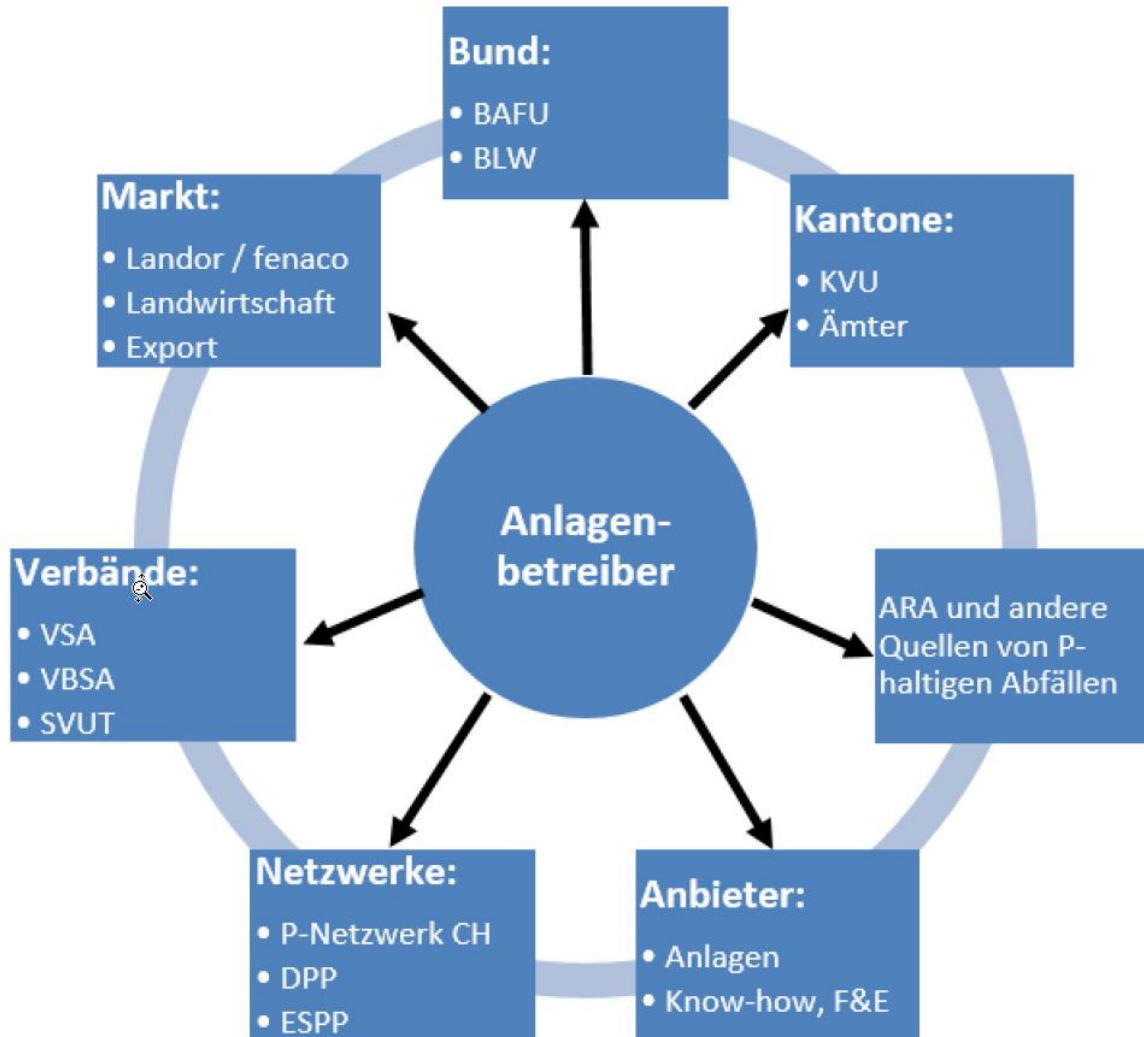 Bund:
• BAFU
• BLW
Kantone:
• KVU
• Ämter
ARA und andere
Quellen von P-
haltigen Abfällen
Anbieter:
• Anlagen
• Know-how, F&E
Netzwerke:
• P-Netzwerk CH
• DPP
• ESPP
Verbände:
• VSA
• VBSA
• SVUT
Markt:
• Landor / fenaco
• Landwirtschaft
• Export
Anlagen-
betreiber